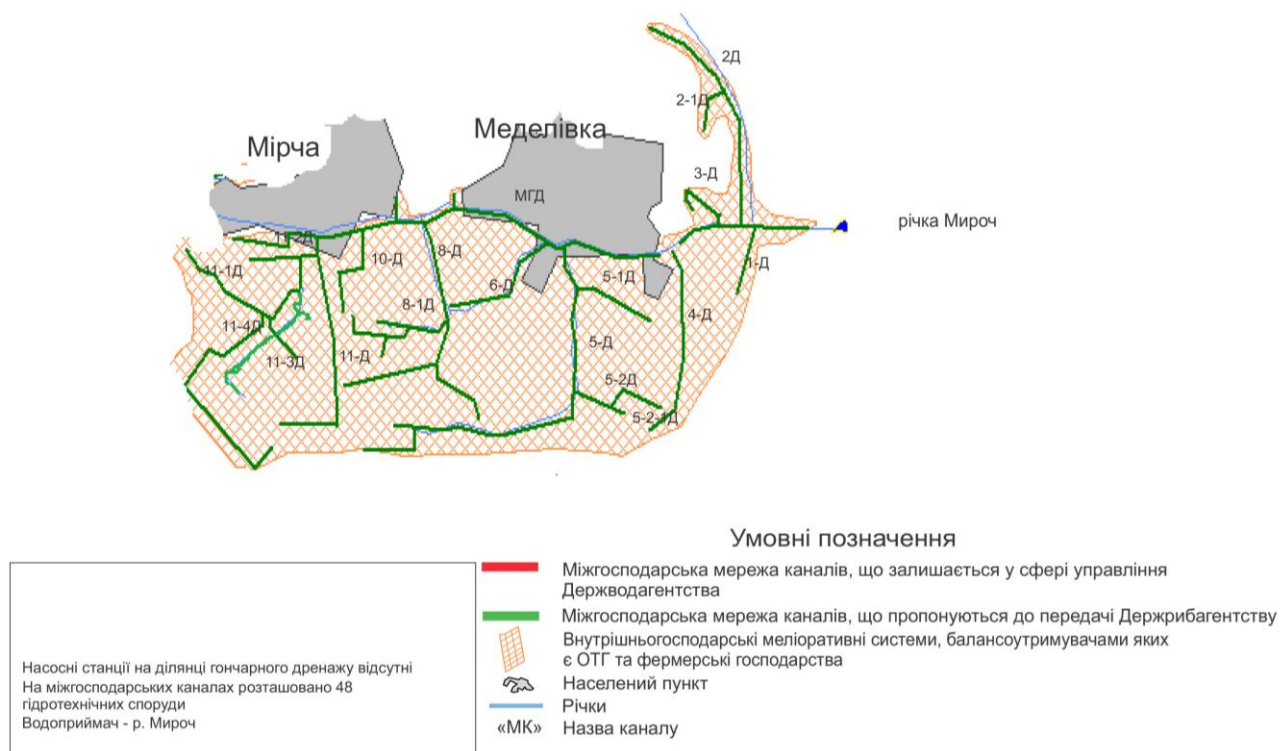 2Д
2-1Д
Меделівка
Мірча
3-Д
МГД
річка Мироч
11-2Д
8-Д
10-Д
1-Д
11-1Д
5-1Д
6-Д
8-1Д
4-Д
11-4Д
5-Д
11-3Д
11-Д
5-2Д
5-2-1Д
Умовні позначення
Міжгосподарська мережа каналів, що залишається у сфері управління
Держводагентства
Міжгосподарська мережа каналів, що пропонуються до передачі Держрибагентству
Внутрішньогосподарські меліоративні системи, балансоутримувачами яких
є ОТГ та фермерські господарства
Населений пункт
Річки
«МК» Назва каналу
Насосні станції на ділянці гончарного дренажу відсутні
На міжгосподарських каналах розташовано 48
гідротехнічних споруди
Водоприймач - р. Мироч